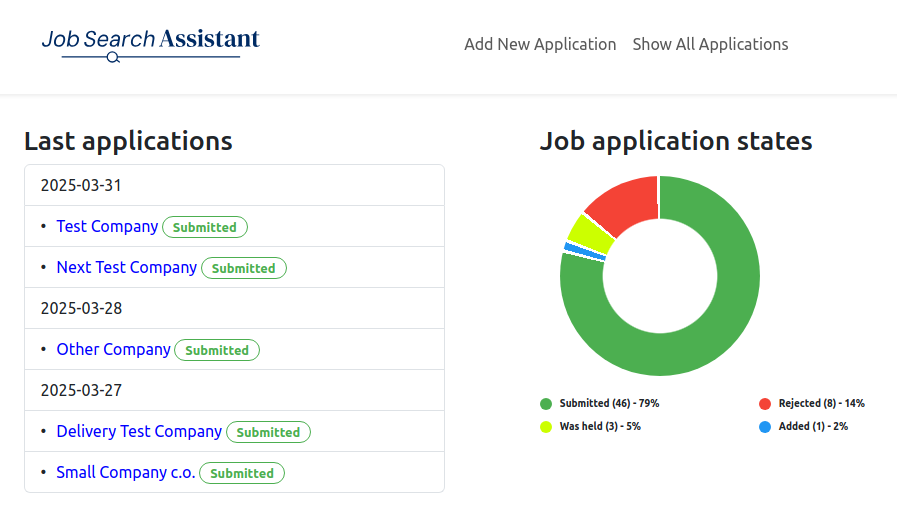 Job Search Assistant
Add New Application Show All Applications
Last applications
2025-03-31
• Test Company Submitted
• Next Test Company Submitted
2025-03-28
• Other Company Submitted
2025-03-27
• Delivery Test Company Submitted
• Small Company c.o. Submitted
Job application states
Submitted (46) - 79%
Rejected (8) - 14%
Was held (3) - 5%
Added (1) - 2%